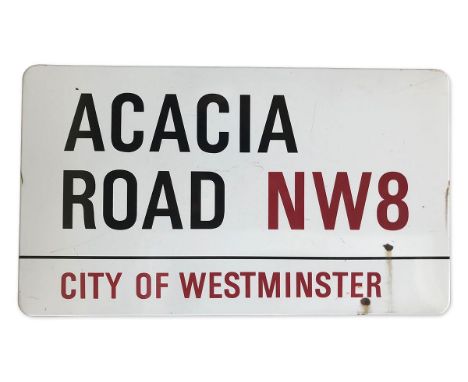 ACACIA
ROAD NW8
CITY OF WESTMINSTER